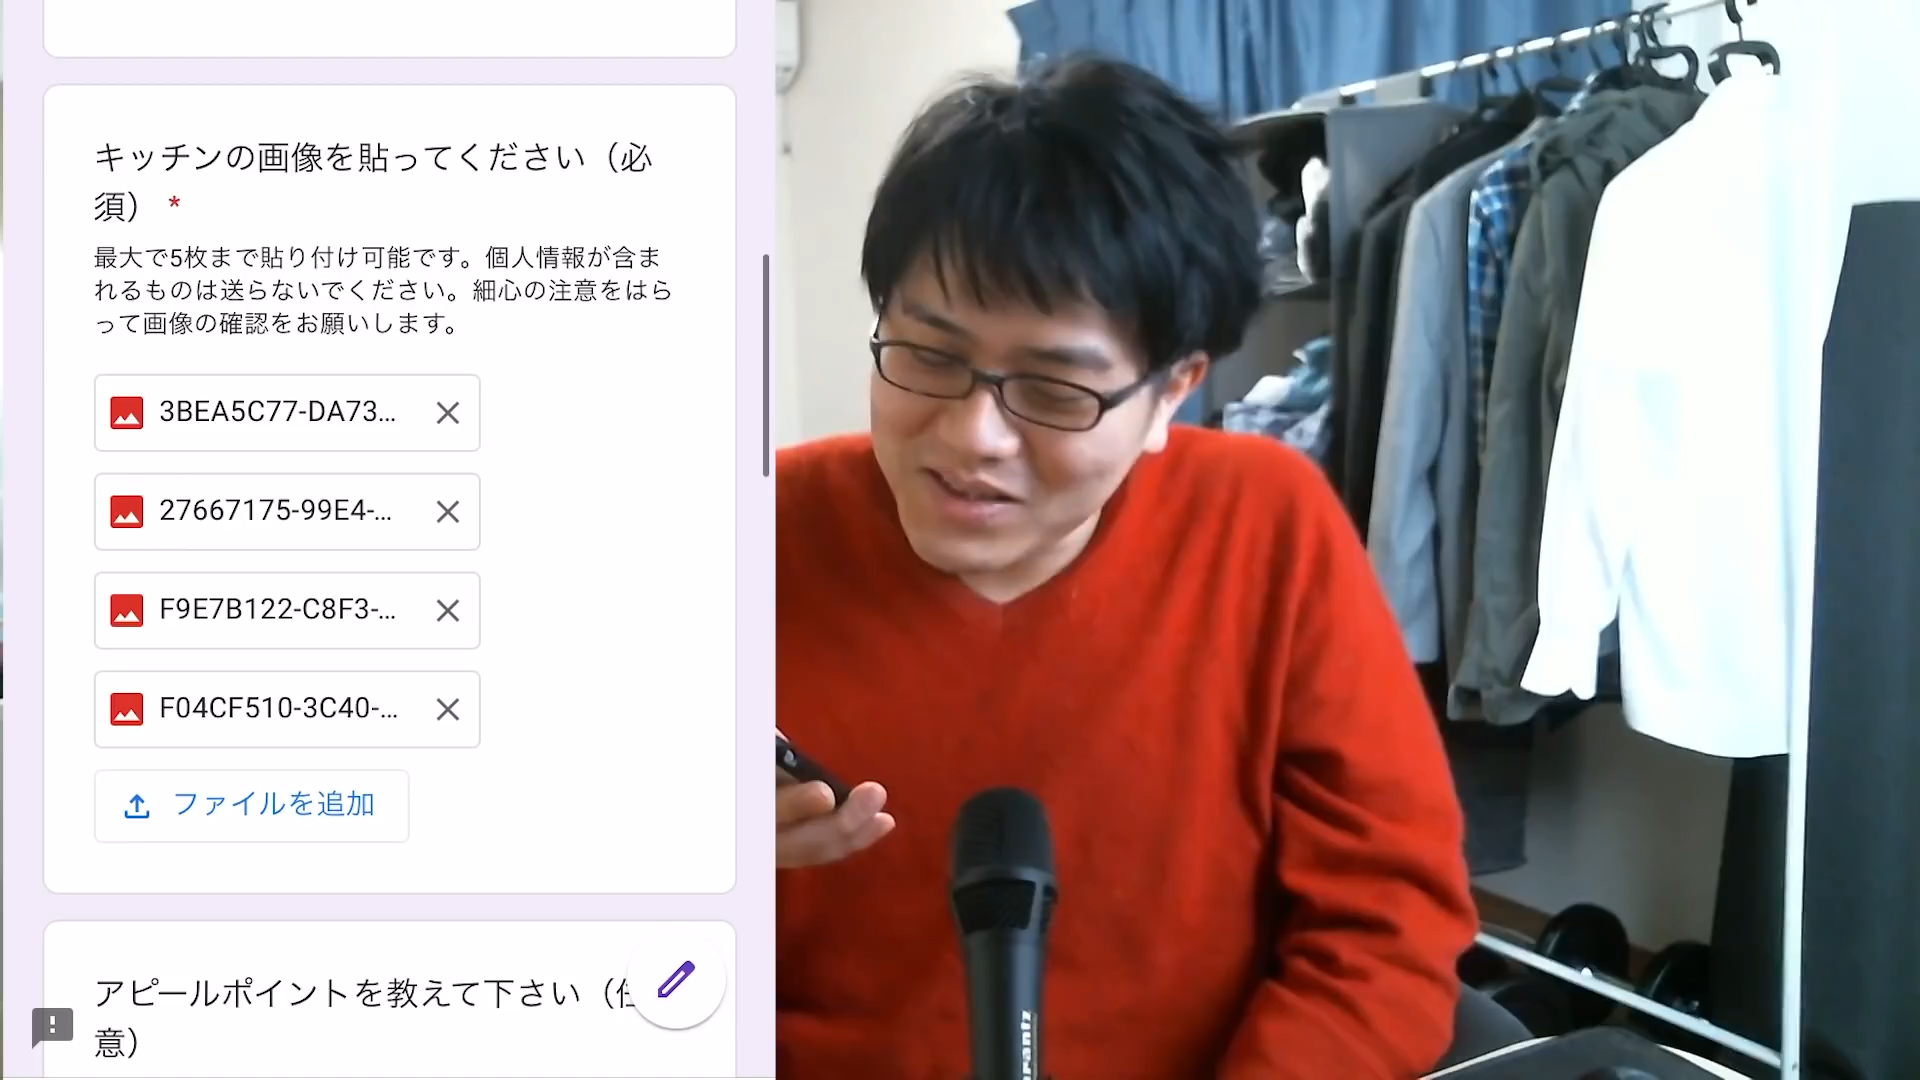 キッチンの画像を貼ってください（必
須） *
最大で5枚まで貼り付け可能です。個人情報が含ま
れるものは送らないでください。細心の注意をはら
って画像の確認をお願いします。
3BEA5C77-DA73...
27667175-99E4-...
F9E7B122-C8F3-...
F04CF510-3C40-...
ファイルを追加
アピールポイントを教えて下さい（任
意）